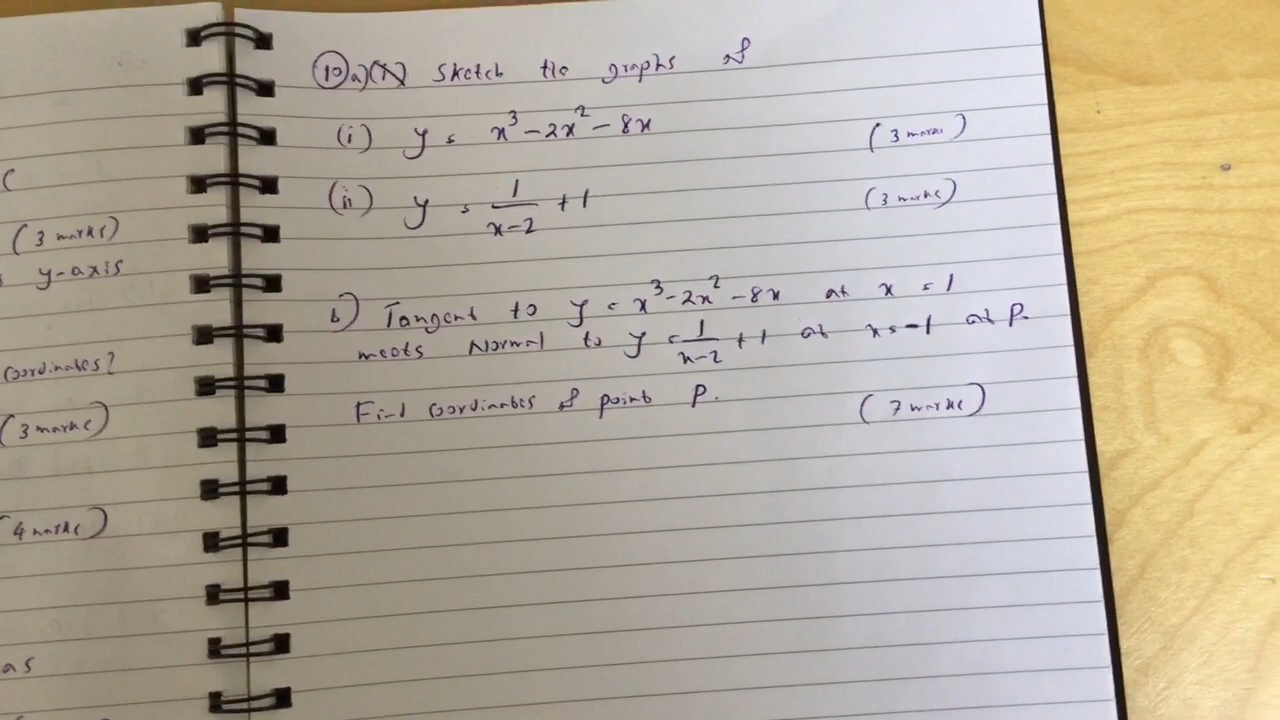 (
(3 marks)
y-axis
coordinates?
(3 marks)
4 marks)
as
10 a) Sketch the graphs of
(i) y = x³ - 2x² - 8x (3 marks)
(ii) y = 1/(x-2) + 1 (3 marks)
b) Tangent to y = x³ - 2x² - 8x at x = 1
meets Normal to y = 1/(x-2) + 1 at x = -1 at P.
Find coordinates of point P. (7 marks)